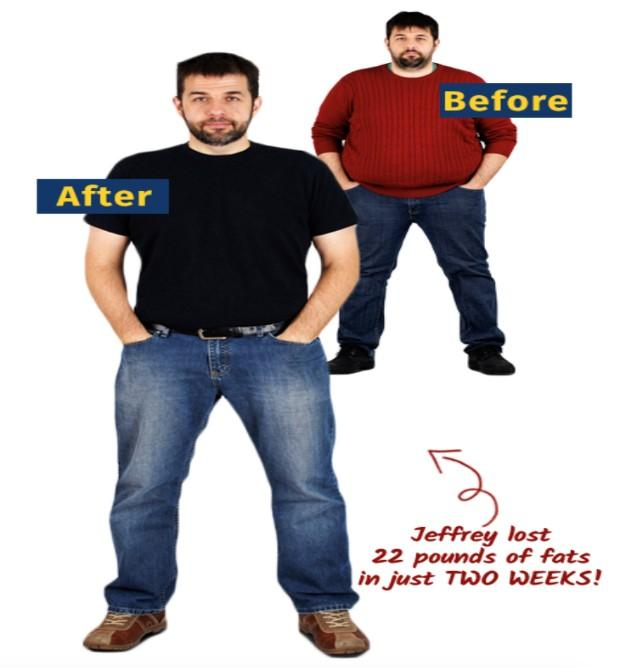 Before
After
Jeffrey lost
22 pounds of fats
in just TWO WEEKS!